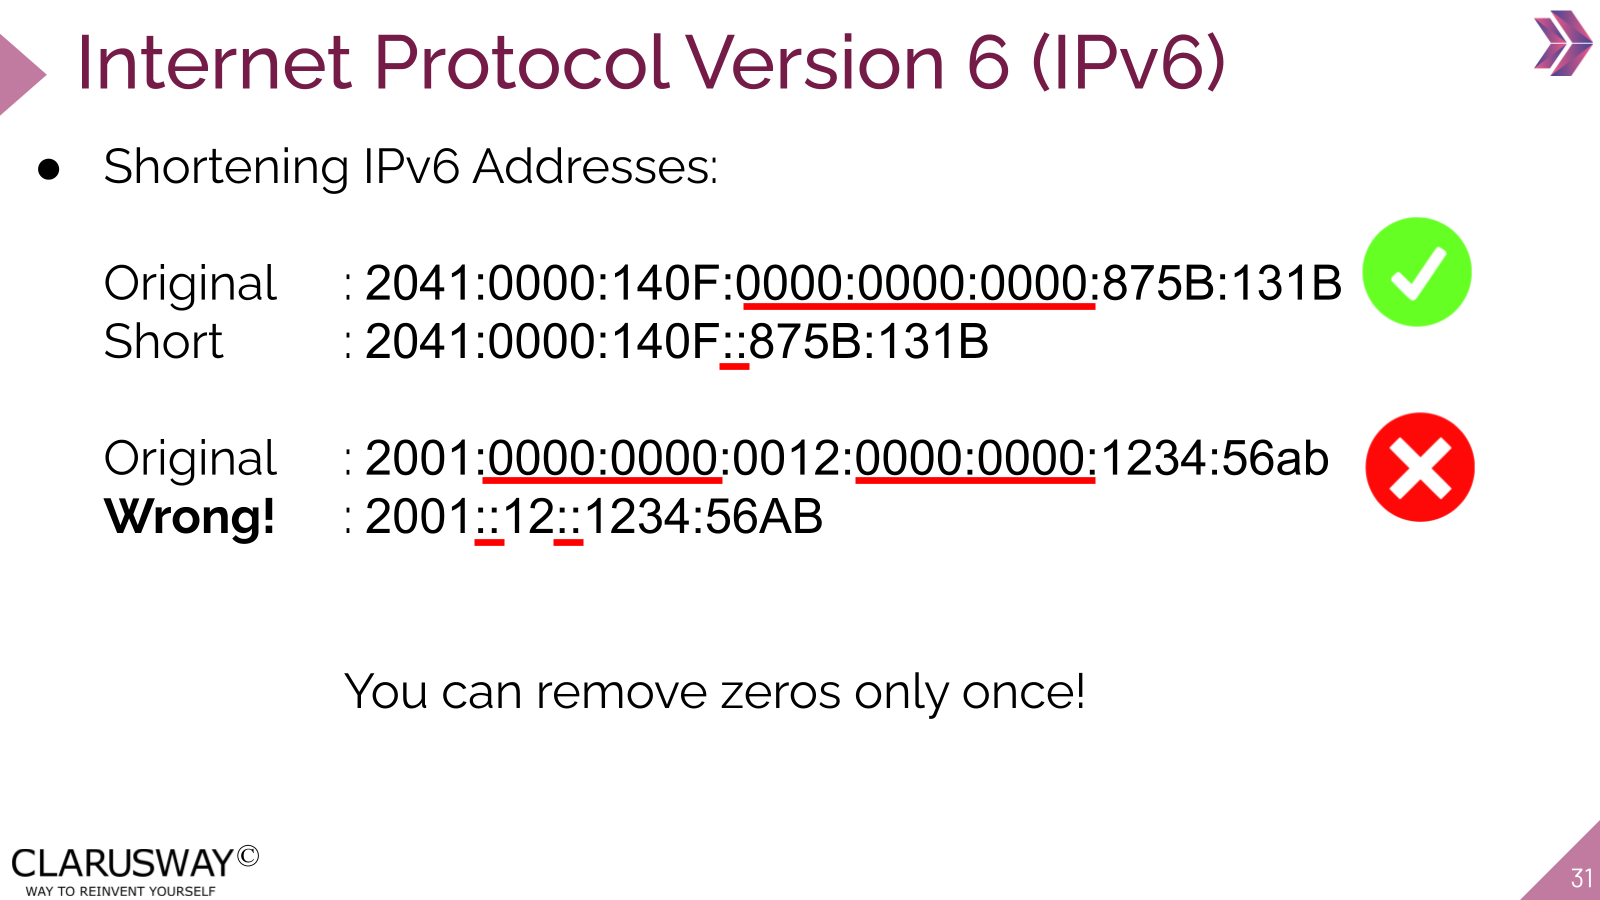 Internet Protocol Version 6 (IPv6)
● Shortening IPv6 Addresses:
Original : 2041:0000:140F:0000:0000:0000:875B:131B
Short : 2041:0000:140F::875B:131B
Original : 2001:0000:0000:0012:0000:0000:1234:56ab
Wrong! : 2001::12::1234:56AB
You can remove zeros only once!
CLARUSWAY©
WAY TO REINVENT YOURSELF
31